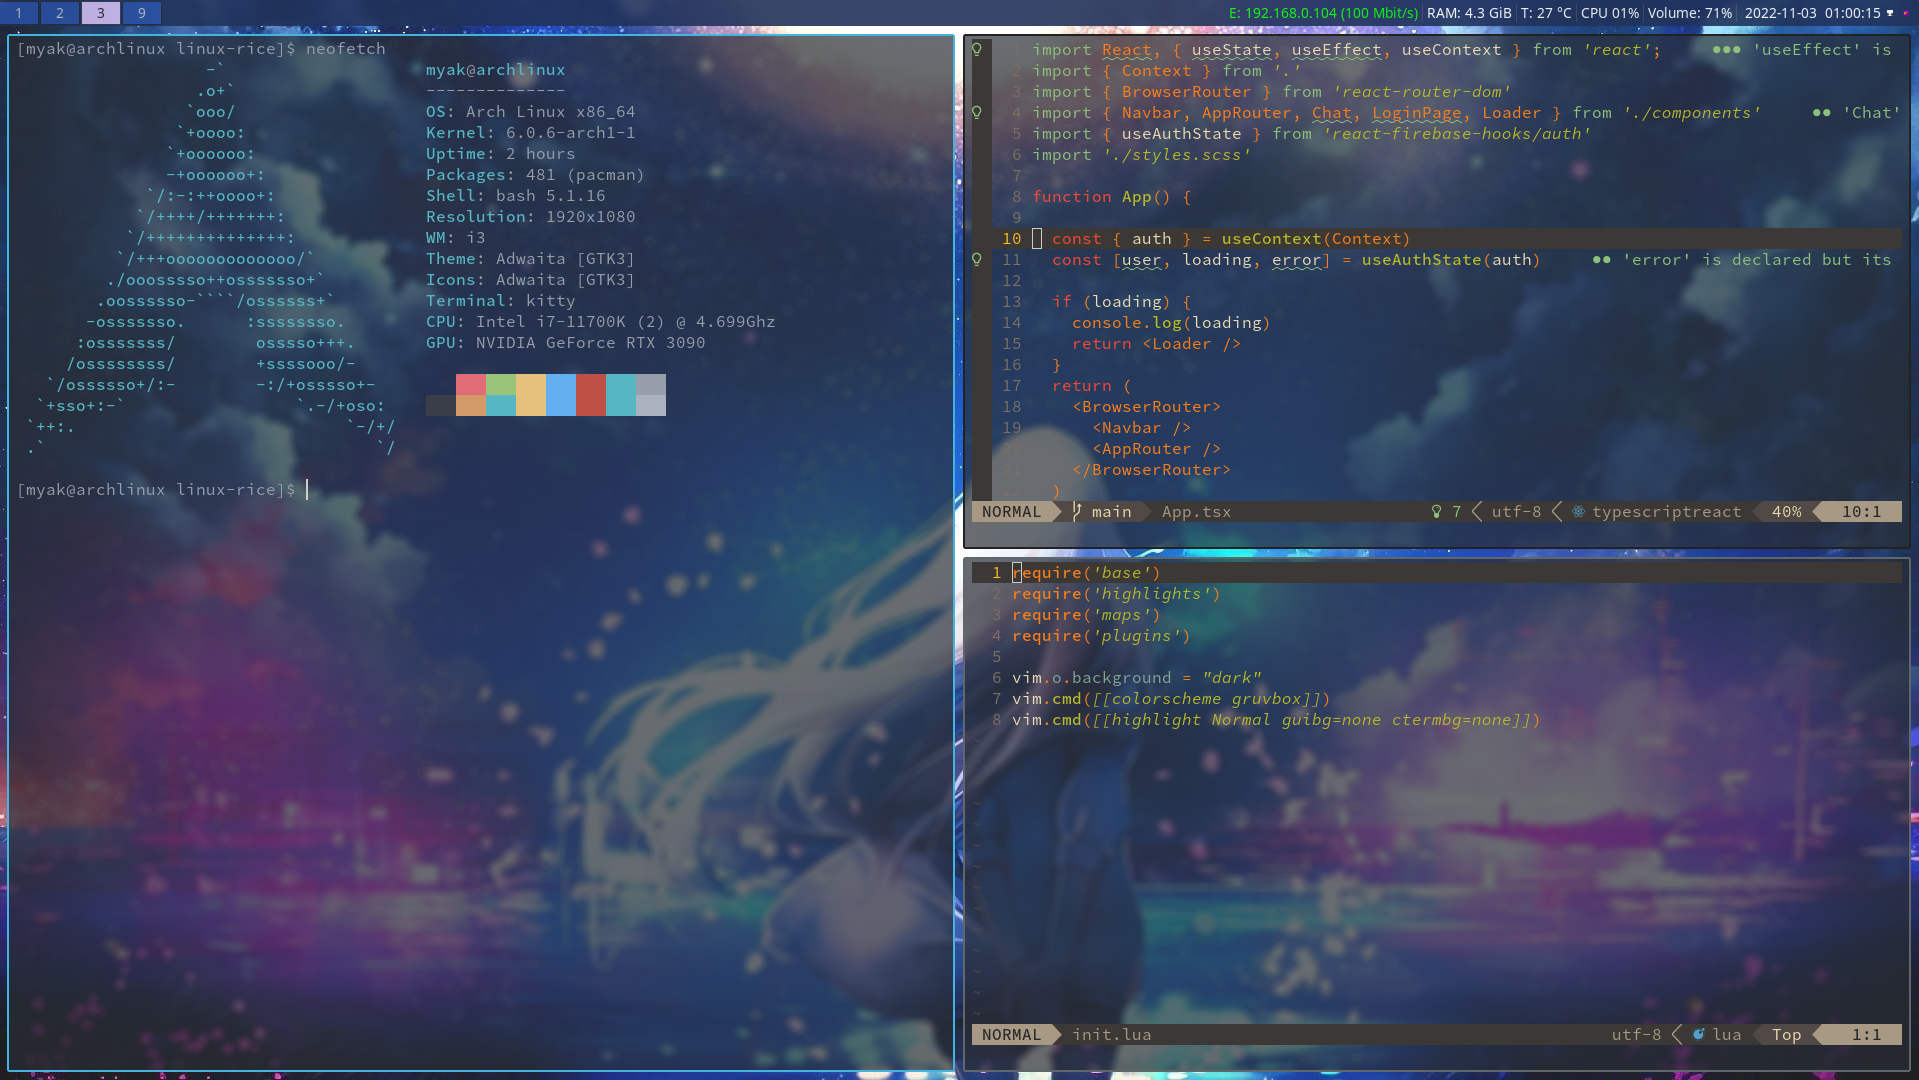 1 2 3 9 E: 192.168.0.104 (100 Mbit/s) RAM: 4.3 GiB T: 27 °C CPU 01% Volume: 71% 2022-11-03 01:00:15
[myak@archlinux linux-rice]$ neofetch
-`
.o+`
`ooo/
`+oooo:
`+oooooo:
-+oooooo+:
`/:-:++oooo+:
`/++++/+++++++:
`/++++++++++++++:
`/+++ooooooooooooo/`
./ooosssso++osssssso+`
.oossssso-````/ossssss+`
-osssssso.      :ssssssso.
:osssssss/        osssso+++.
/ossssssss/        +ssssooo/-
`/ossssso+/:-        -:/+osssso+-
`+sso+:-`                 `.-/+oso:
`++:.                           `-/+/
.`                                 `/
myak@archlinux
--------------
OS: Arch Linux x86_64
Kernel: 6.0.6-arch1-1
Uptime: 2 hours
Packages: 481 (pacman)
Shell: bash 5.1.16
Resolution: 1920x1080
WM: i3
Theme: Adwaita [GTK3]
Icons: Adwaita [GTK3]
Terminal: kitty
CPU: Intel i7-11700K (2) @ 4.699Ghz
GPU: NVIDIA GeForce RTX 3090
[myak@archlinux linux-rice]$
1 import React, { useState, useEffect, useContext } from 'react'; ●●● 'useEffect' is
2 import { Context } from '.'
3 import { BrowserRouter } from 'react-router-dom'
4 import { Navbar, AppRouter, Chat, LoginPage, Loader } from './components' ●● 'Chat'
5 import { useAuthState } from 'react-firebase-hooks/auth'
6 import './styles.scss'
7
8 function App() {
9
10 const { auth } = useContext(Context)
11 const [user, loading, error] = useAuthState(auth) ●● 'error' is declared but its
12
13 if (loading) {
14 console.log(loading)
15 return <Loader />
16 }
17 return (
18 <BrowserRouter>
19 <Navbar />
20 <AppRouter />
21 </BrowserRouter>
22 )
NORMAL main App.tsx 7 utf-8 typescriptreact 40% 10:1
1 require('base')
2 require('highlights')
3 require('maps')
4 require('plugins')
5
6 vim.o.background = "dark"
7 vim.cmd([[colorscheme gruvbox]])
8 vim.cmd([[highlight Normal guibg=none ctermbg=none]])
NORMAL init.lua utf-8 lua Top 1:1